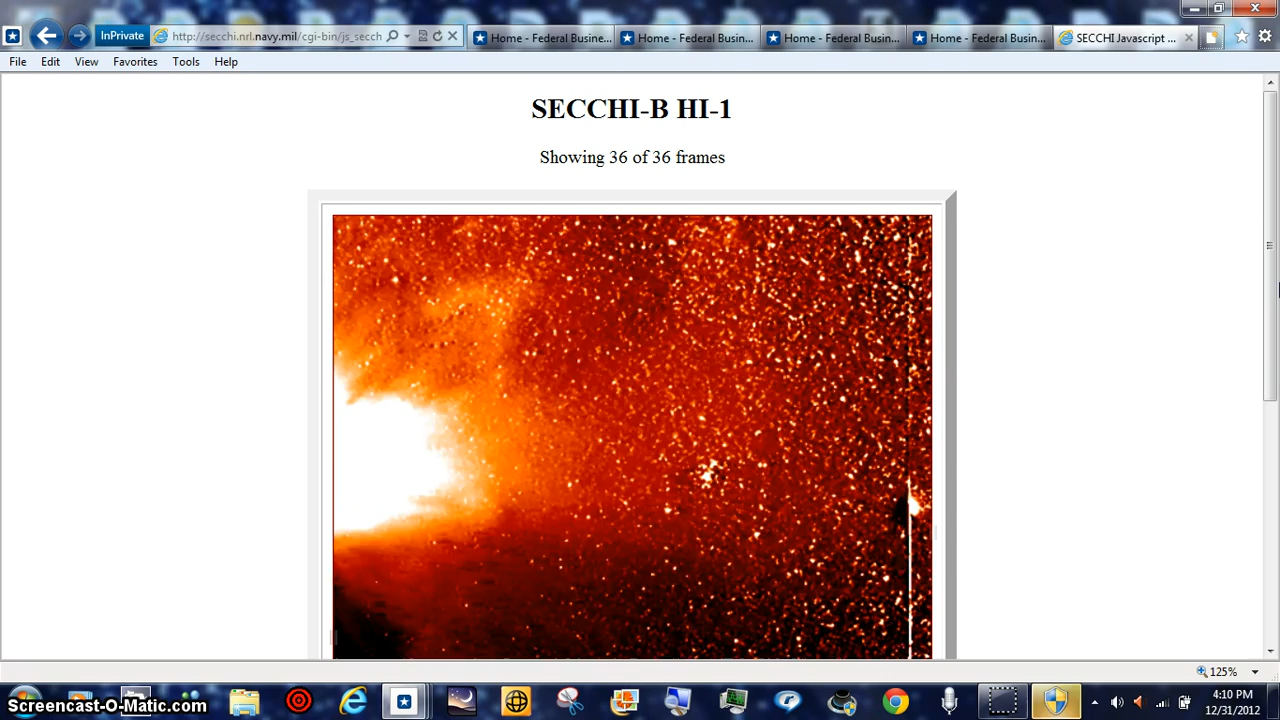 InPrivate
http://secchi.nrl.navy.mil/cgi-bin/js_secch
Home - Federal Busine...
Home - Federal Busin...
Home - Federal Busin...
Home - Federal Busin...
SECCHI Javascript ...
File Edit View Favorites Tools Help
SECCHI-B HI-1
Showing 36 of 36 frames
125%
Screencast-O-Matic.com
4:10 PM
12/31/2012